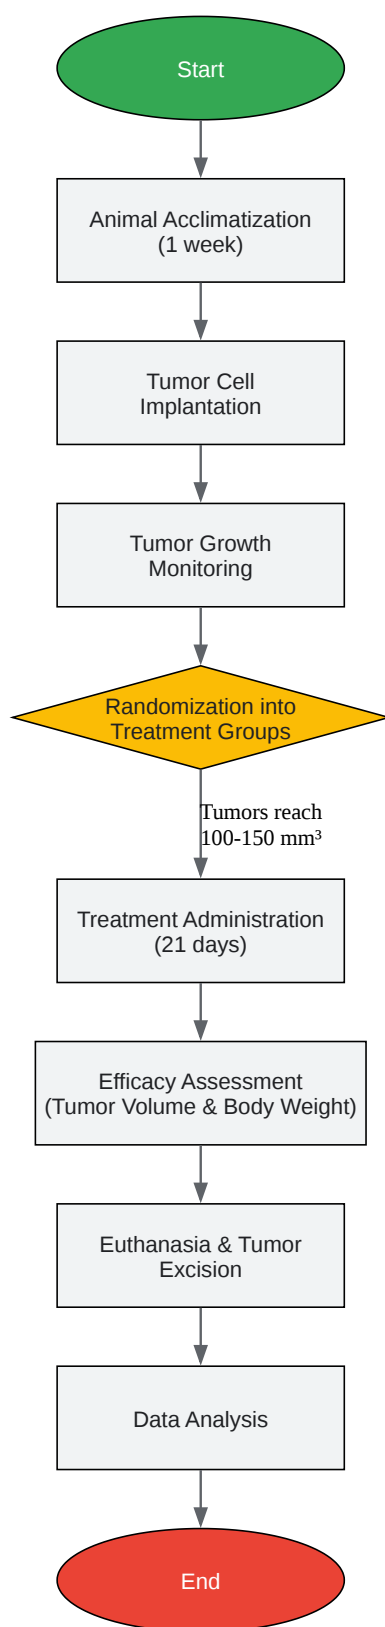 Start
Animal Acclimatization
(1 week)
Tumor Cell
Implantation
Tumor Growth
Monitoring
Randomization into
Treatment Groups
Tumors reach
100-150 mm³
Treatment Administration
(21 days)
Efficacy Assessment
(Tumor Volume & Body Weight)
Euthanasia & Tumor
Excision
Data Analysis
End